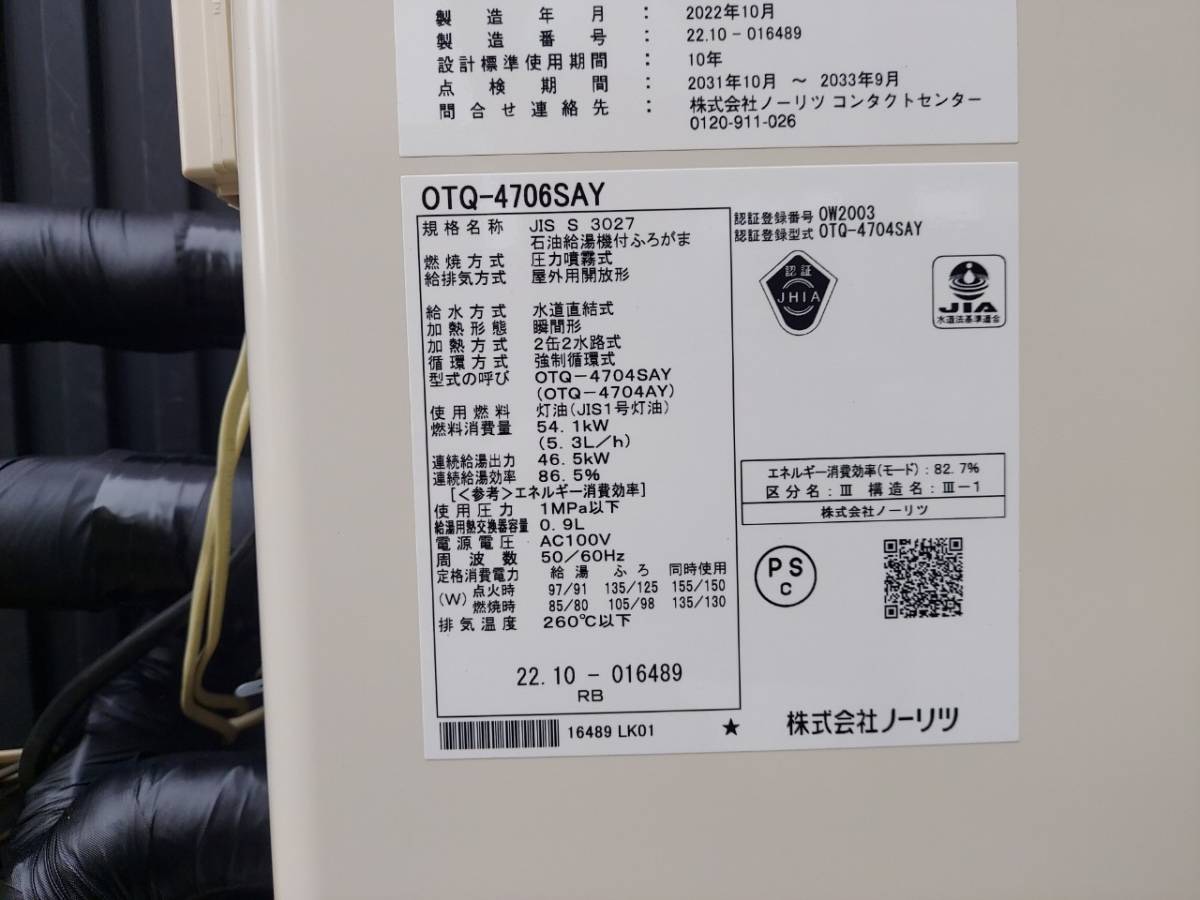 製造年月 : 2022年10月
製造番号 : 22.10-016489
設計標準使用期間 : 10年
点検期間 : 2031年10月 ～ 2033年9月
問合せ連絡先 : 株式会社ノーリツ コンタクトセンター
0120-911-026
OTQ-4706SAY
規格名称 JIS S 3027
石油給湯機付ふろがま
燃焼方式 圧力噴霧式
給排気方式 屋外用開放形
給水方式 水道直結式
加熱形態 瞬間形
加熱方式 2缶2水路式
循環方式 強制循環式
型式の呼び OTQ-4704SAY
(OTQ-4704AY)
使用燃料 灯油(JIS1号灯油)
燃料消費量 54.1kW
(5.3L/h)
連続給湯出力 46.5kW
連続給湯効率 86.5%
[<参考>エネルギー消費効率]
使用圧力 1MPa以下
給湯用熱交換器容量 0.9L
電源電圧 AC100V
周波数 50/60Hz
定格消費電力 給湯 ふろ 同時使用
(W) 点火時 97/91 135/125 155/150
燃焼時 85/80 105/98 135/130
排気温度 260℃以下
22.10-016489
RB
16489 LK01 ★
認証登録番号 OW2003
認証登録型式 OTQ-4704SAY
認証
JHIA
JIA
水道法基準適合
エネルギー消費効率(モード):82.7%
区分名:Ⅲ 構造名:Ⅲ-1
株式会社ノーリツ
PS
C
株式会社ノーリツ